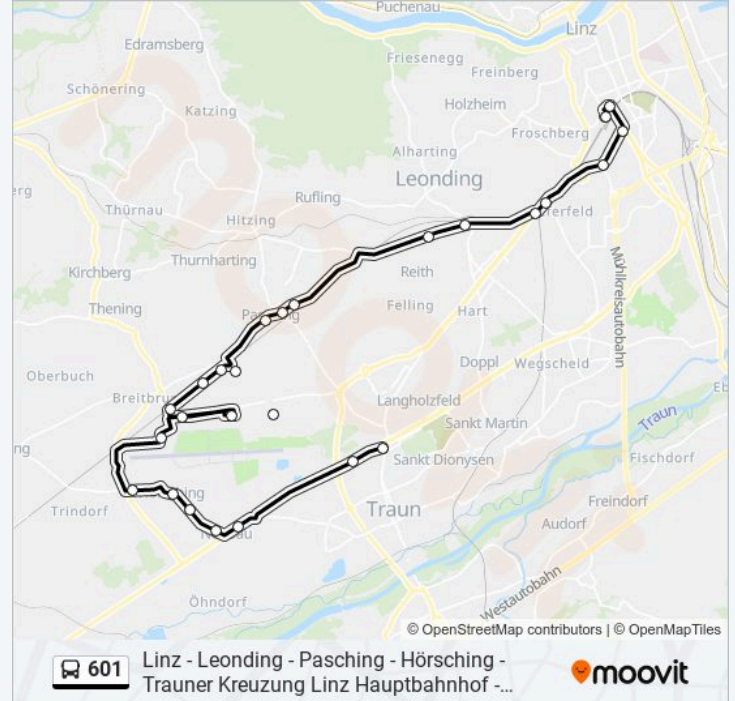 Puchenau
Linz
Edramsberg
Friesenegg
Freinberg
Schönering
Holzheim
Katzing
Froschberg
Alharting
Leonding
Rufling
Thürnau
Hitzing
Thurnharting
Reith
Kirchberg
Mühlkreisautobahn
Felling
Thening
Hart
Doppl
Wegscheid
Oberbuch
Langholzfeld
Sankt Martin
Traun
Sankt Dionysen
Fischdorf
Trindorf
Traun
Freindorf
Audorf
Westautobahn
Öhndorf
© OpenStreetMap contributors | © OpenMapTiles
601
Linz - Leonding - Pasching - Hörsching -
Trauner Kreuzung Linz Hauptbahnhof -...
moovit